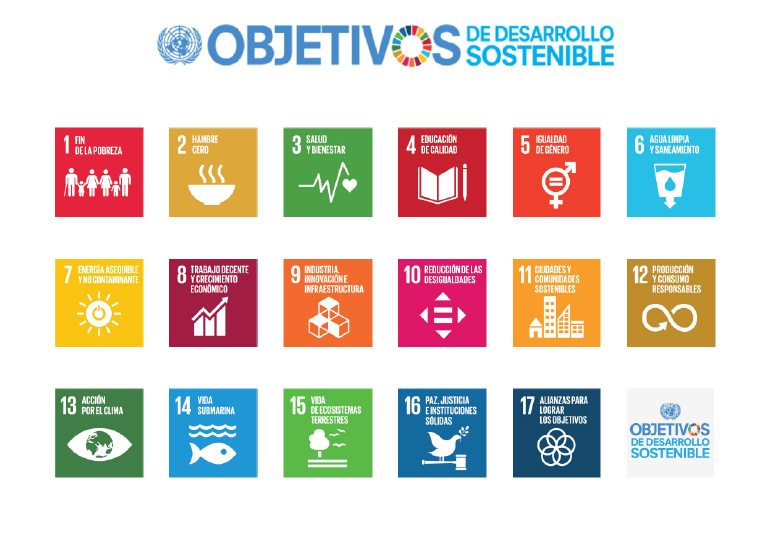 OBJETIVOS DE DESARROLLO
SOSTENIBLE
1 FIN
DE LA POBREZA
2 HAMBRE
CERO
3 SALUD
Y BIENESTAR
4 EDUCACIÓN
DE CALIDAD
5 IGUALDAD
DE GÉNERO
6 AGUA LIMPIA
Y SANEAMIENTO
7 ENERGÍA ASEQUIBLE
Y NO CONTAMINANTE
8 TRABAJO DECENTE
Y CRECIMIENTO
ECONÓMICO
9 INDUSTRIA,
INNOVACIÓN E
INFRAESTRUCTURA
10 REDUCCIÓN DE LAS
DESIGUALDADES
11 CIUDADES Y
COMUNIDADES
SOSTENIBLES
12 PRODUCCIÓN
Y CONSUMO
RESPONSABLES
13 ACCIÓN
POR EL CLIMA
14 VIDA
SUBMARINA
15 VIDA
DE ECOSISTEMAS
TERRESTRES
16 PAZ, JUSTICIA
E INSTITUCIONES
SÓLIDAS
17 ALIANZAS PARA
LOGRAR
LOS OBJETIVOS
OBJETIVOS
DE DESARROLLO
SOSTENIBLE